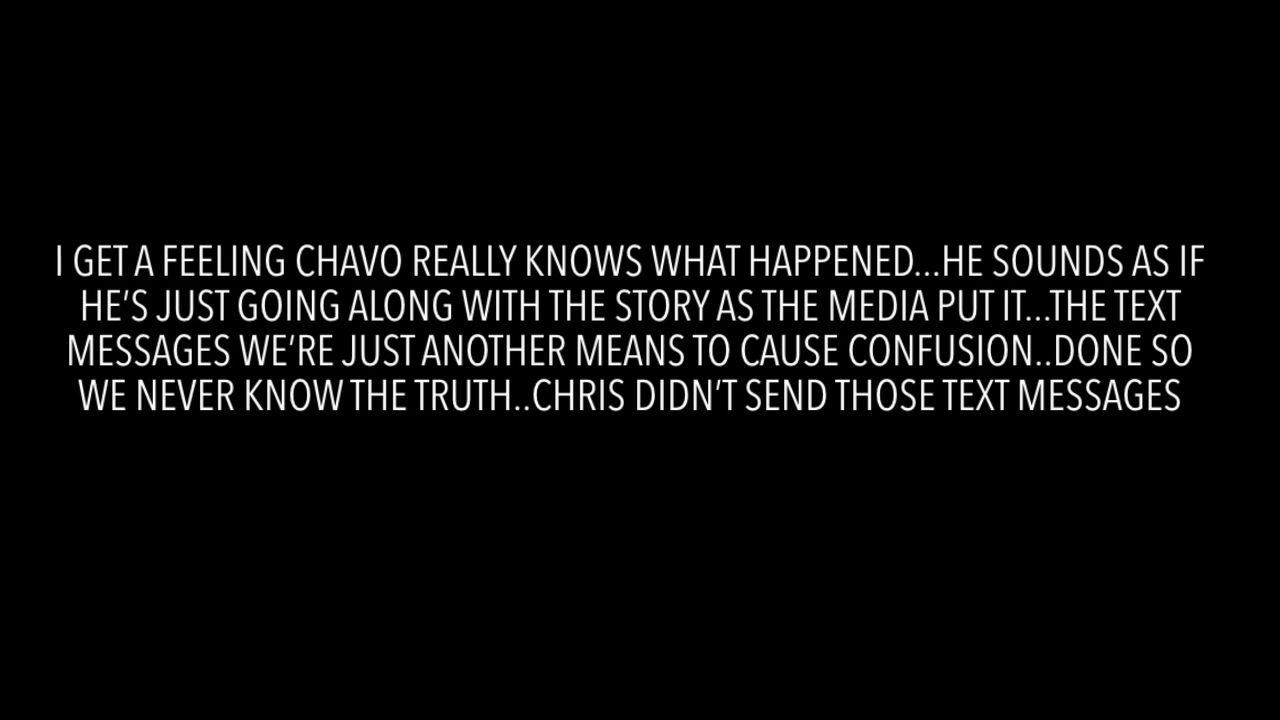 I GET A FEELING CHAVO REALLY KNOWS WHAT HAPPENED...HE SOUNDS AS IF
HE’S JUST GOING ALONG WITH THE STORY AS THE MEDIA PUT IT...THE TEXT
MESSAGES WE’RE JUST ANOTHER MEANS TO CAUSE CONFUSION..DONE SO
WE NEVER KNOW THE TRUTH..CHRIS DIDN’T SEND THOSE TEXT MESSAGES